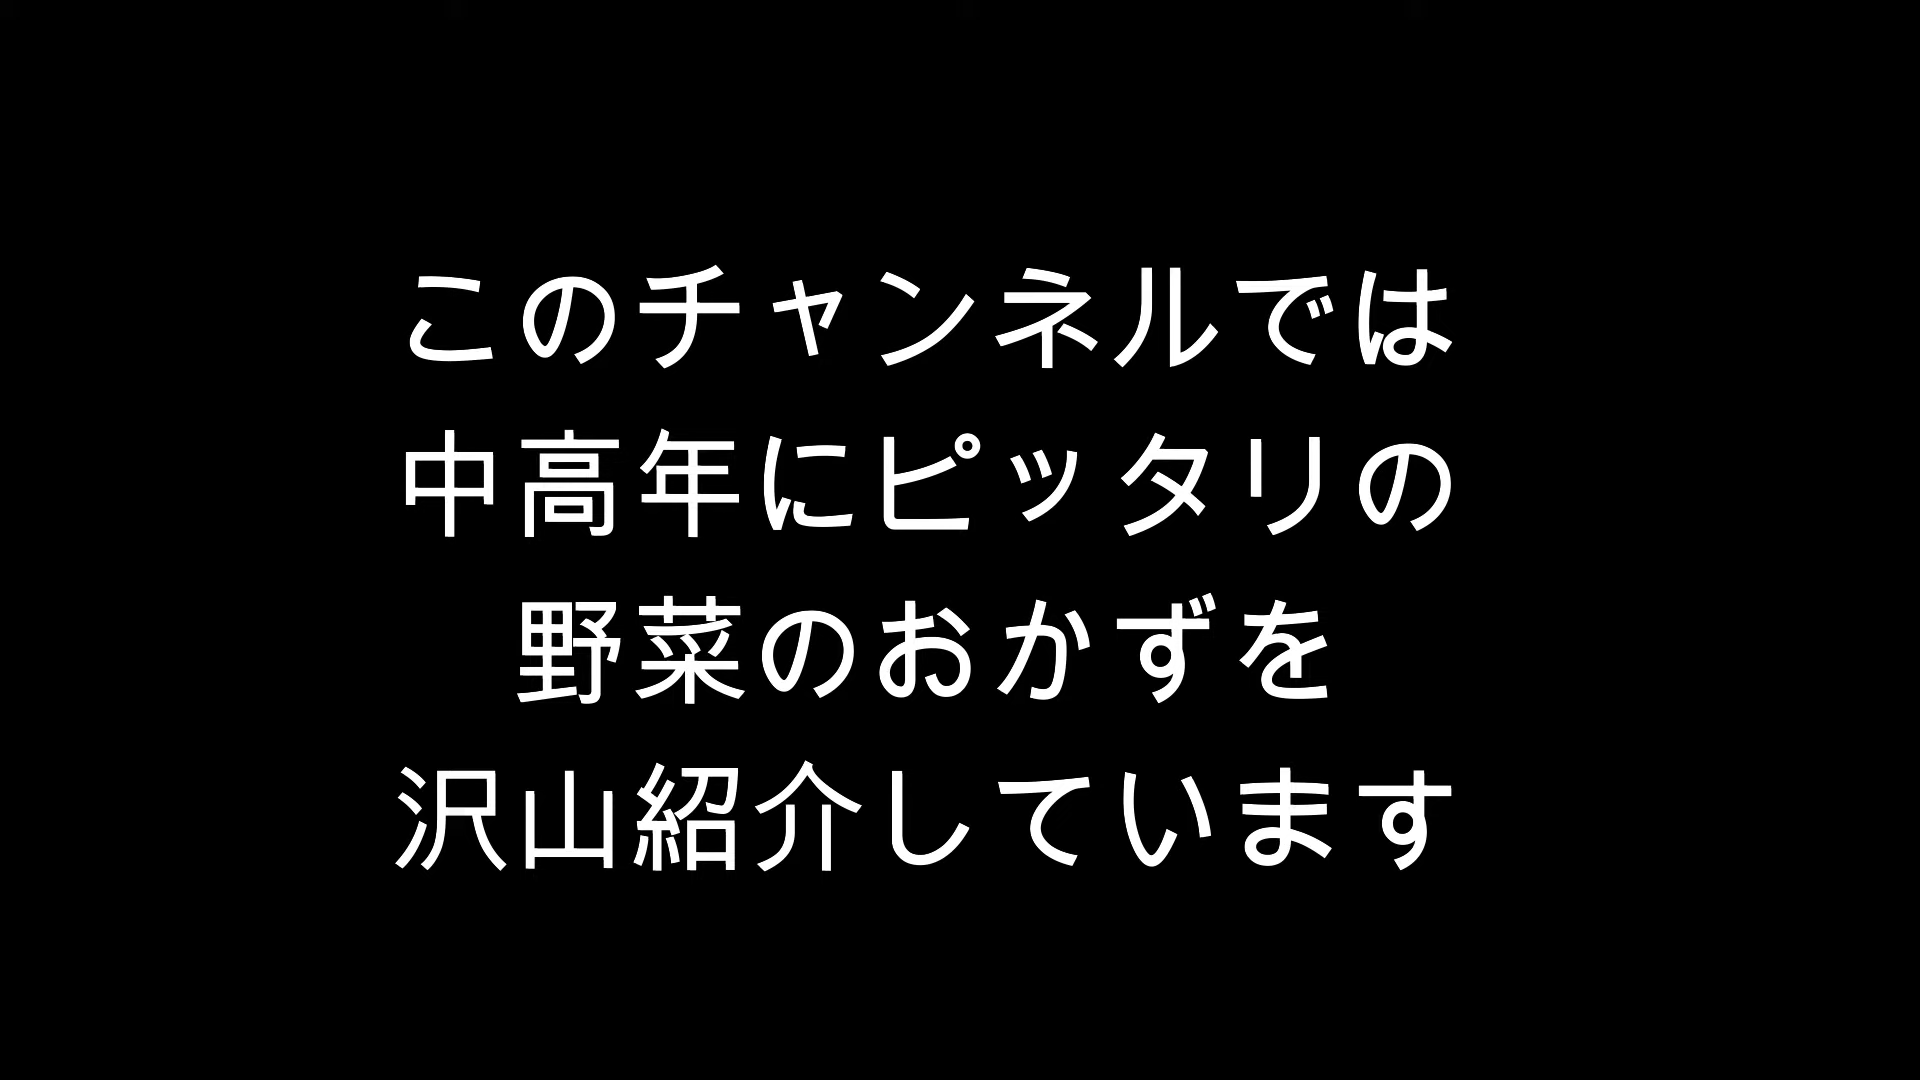 このチャンネルでは
中高年にピッタリの
野菜のおかずを
沢山紹介しています